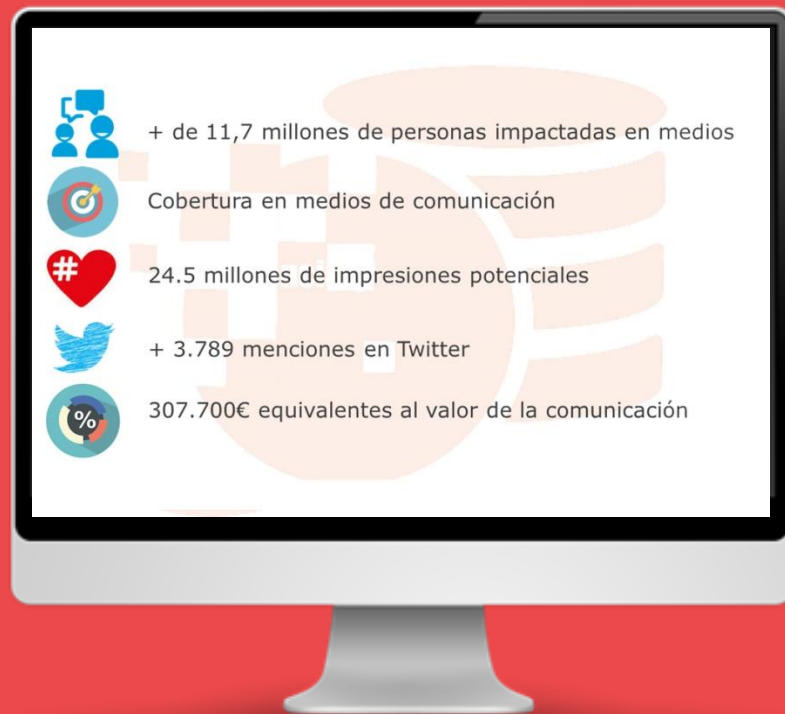 + de 11,7 millones de personas impactadas en medios
Cobertura en medios de comunicación
#
24.5 millones de impresiones potenciales
+ 3.789 menciones en Twitter
%
307.700€ equivalentes al valor de la comunicación